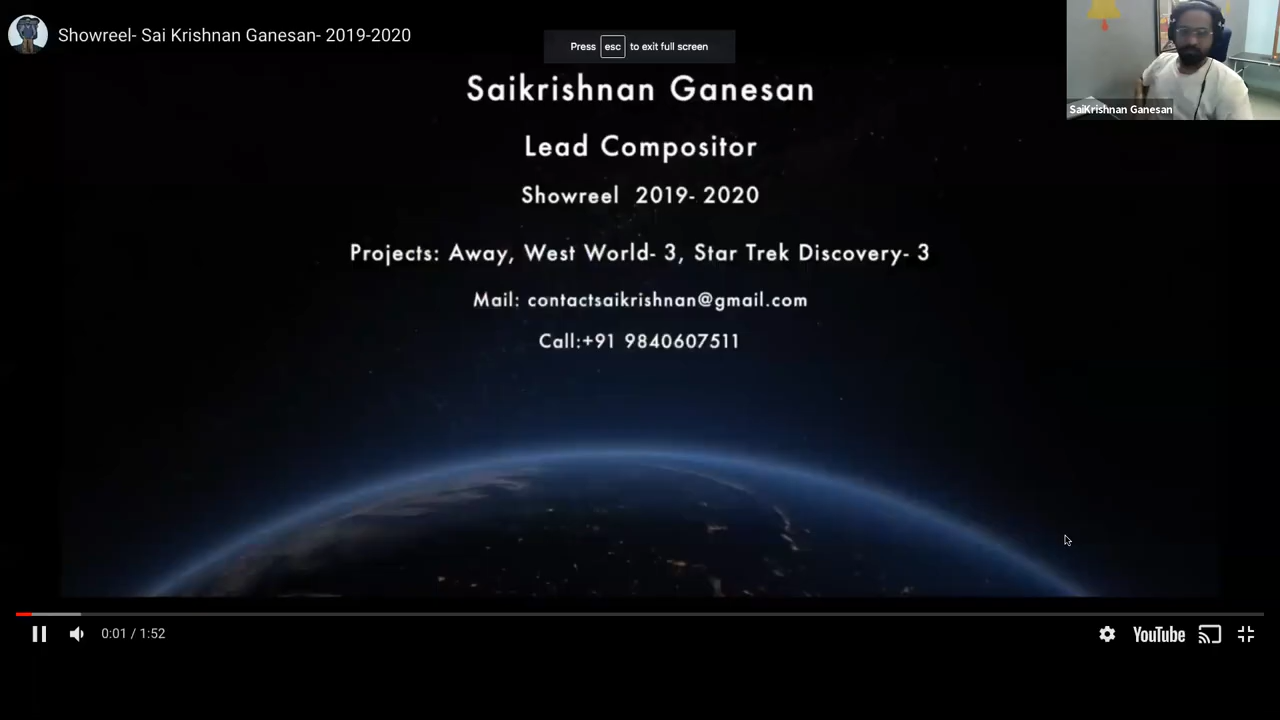 Showreel- Sai Krishnan Ganesan- 2019-2020
Press esc to exit full screen
SaiKrishnan Ganesan
Saikrishnan Ganesan
Lead Compositor
Showreel 2019- 2020
Projects: Away, West World- 3, Star Trek Discovery- 3
Mail: contactsaikrishnan@gmail.com
Call:+91 9840607511
0:01 / 1:52
YouTube